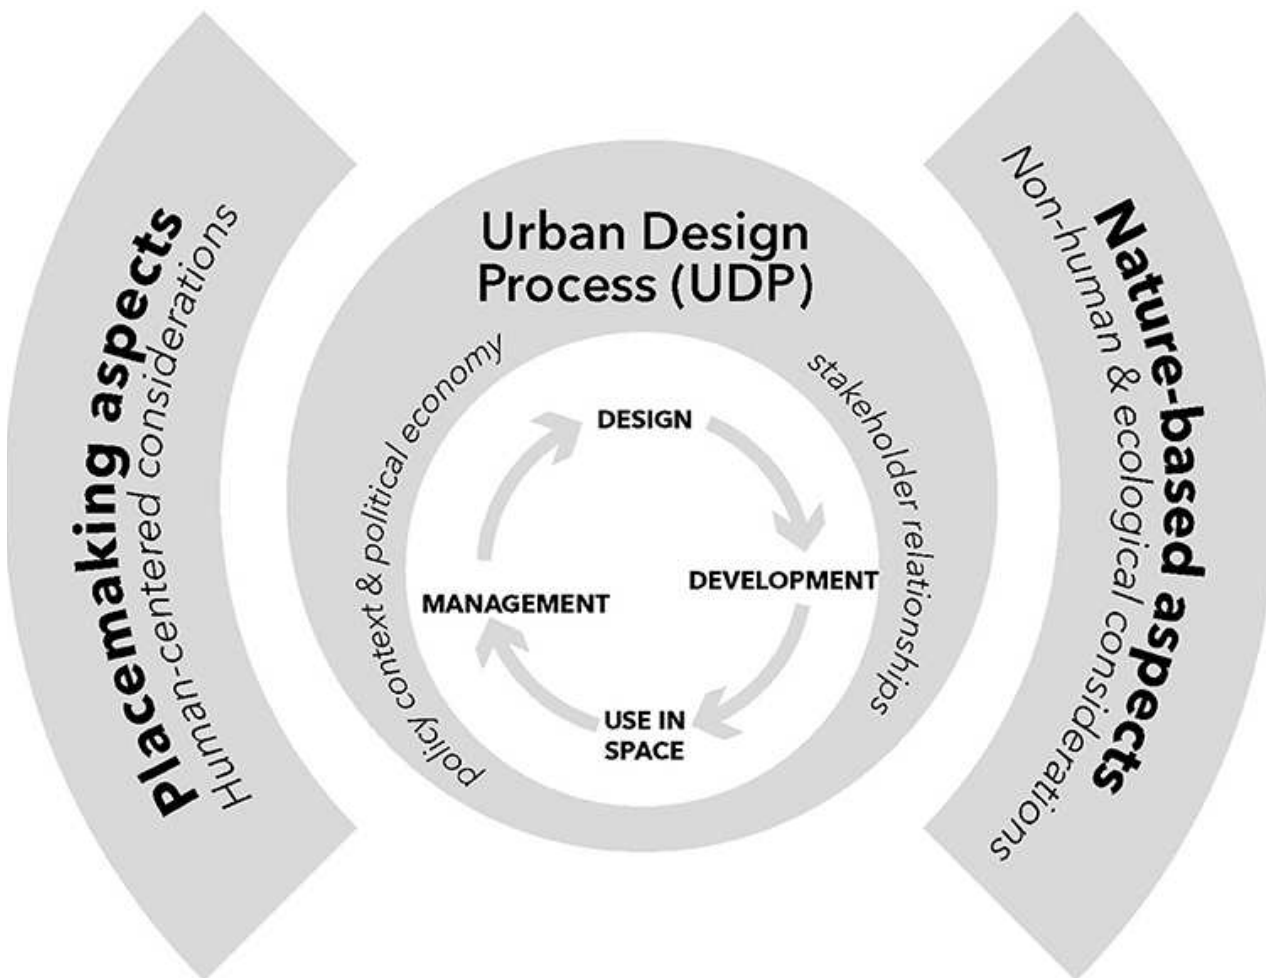 Placemaking aspects
Human-centered considerations
Urban Design
Process (UDP)
policy context & political economy
stakeholder relationships
DESIGN
DEVELOPMENT
USE IN
SPACE
MANAGEMENT
Nature-based aspects
Non-human & ecological considerations